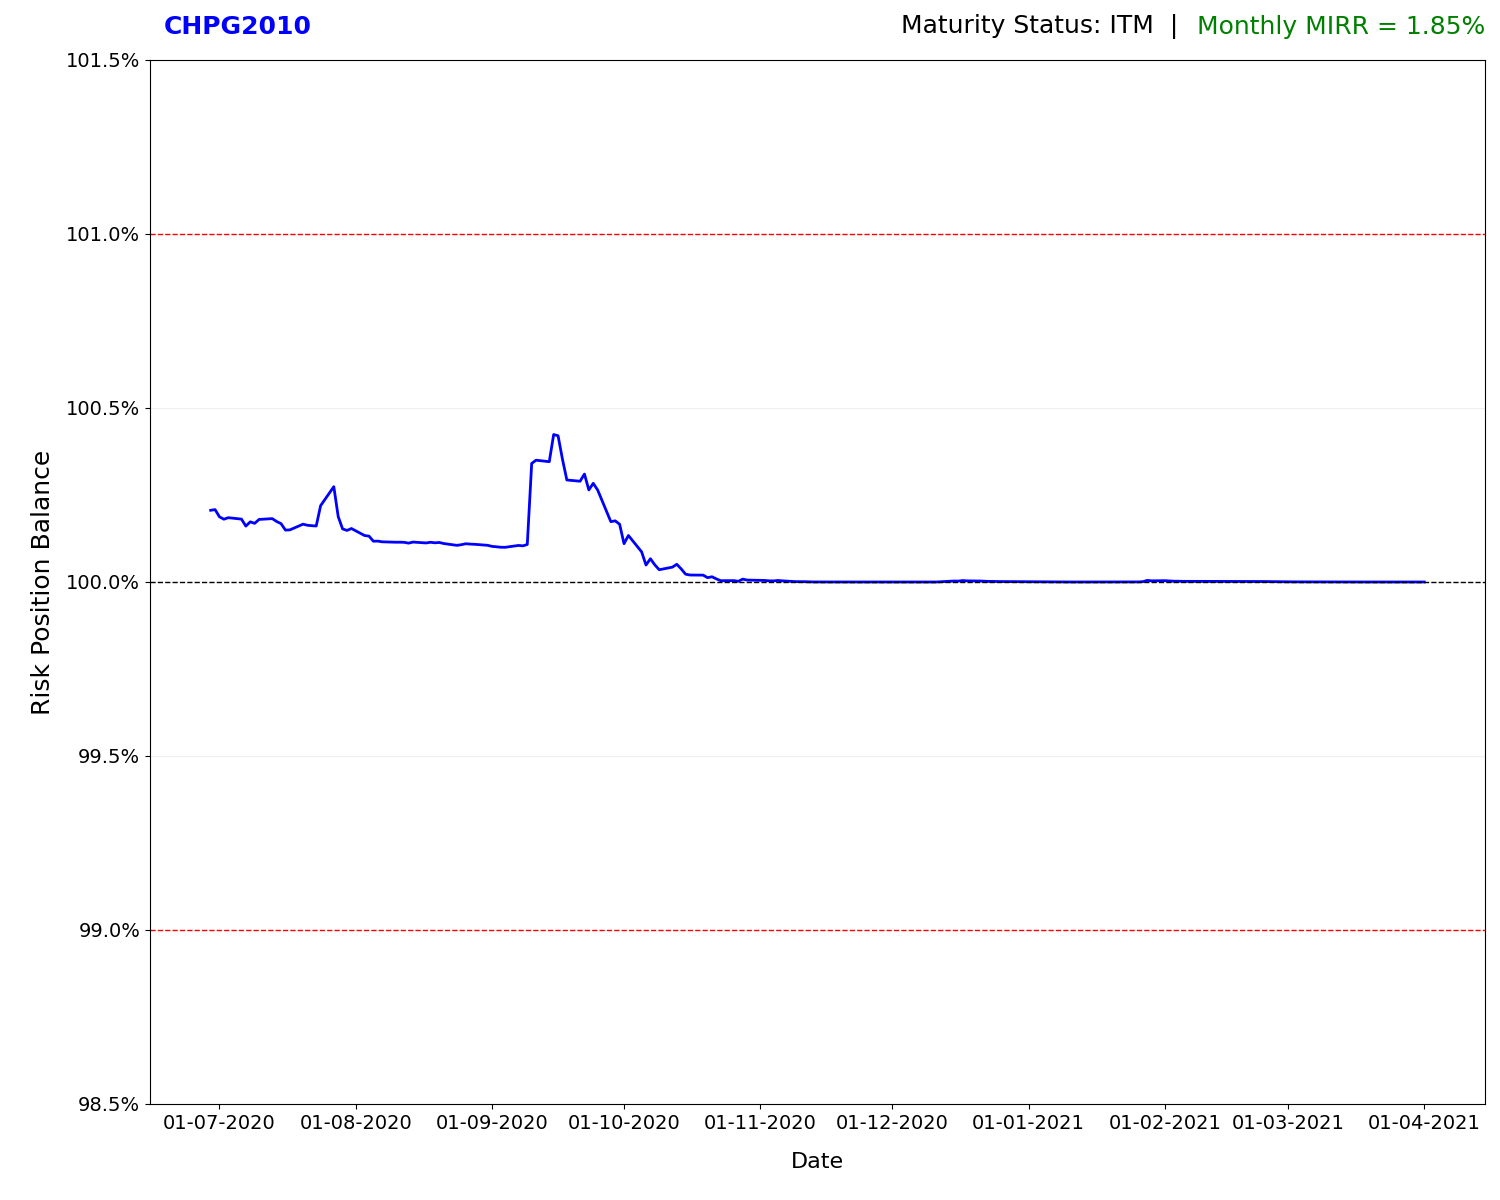 CHPG2010
Maturity Status: ITM | Monthly MIRR = 1.85%
101.5%
101.0%
100.5%
100.0%
99.5%
99.0%
98.5%
Risk Position Balance
01-07-2020 01-08-2020 01-09-2020 01-10-2020 01-11-2020 01-12-2020 01-01-2021 01-02-2021 01-03-2021 01-04-2021
Date